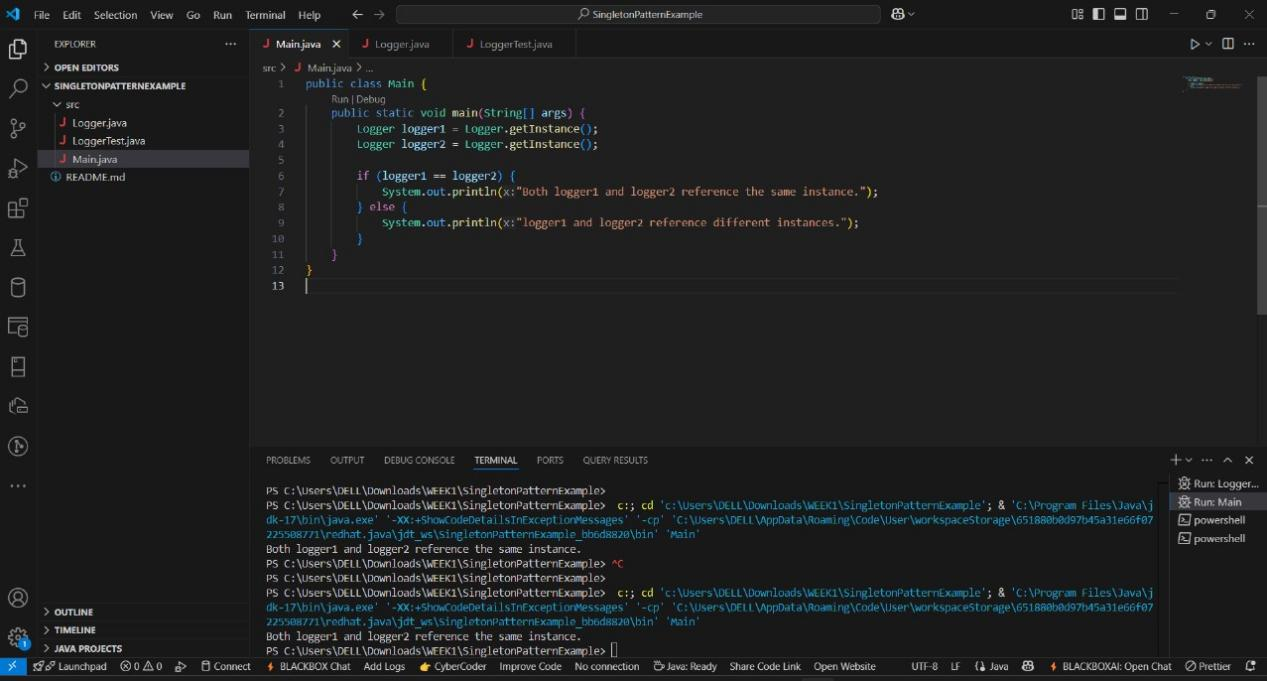 File Edit Selection View Go Run Terminal Help
SingletonPatternExample
EXPLORER
OPEN EDITORS
SINGLETONPATTERNEXAMPLE
src
Logger.java
LoggerTest.java
Main.java
README.md
OUTLINE
TIMELINE
JAVA PROJECTS
Main.java Logger.java LoggerTest.java
src > Main.java > ...
1 public class Main {
Run | Debug
2 public static void main(String[] args) {
3 Logger logger1 = Logger.getInstance();
4 Logger logger2 = Logger.getInstance();
5
6 if (logger1 == logger2) {
7 System.out.println(x:"Both logger1 and logger2 reference the same instance.");
8 } else {
9 System.out.println(x:"logger1 and logger2 reference different instances.");
10 }
11 }
12 }
13
PROBLEMS OUTPUT DEBUG CONSOLE TERMINAL PORTS QUERY RESULTS
PS C:\Users\DELL\Downloads\WEEK1\SingletonPatternExample>
PS C:\Users\DELL\Downloads\WEEK1\SingletonPatternExample> c:; cd 'c:\Users\DELL\Downloads\WEEK1\SingletonPatternExample'; & 'C:\Program Files\Java\j
dk-17\bin\java.exe' '-XX:+ShowCodeDetailsInExceptionMessages' '-cp' 'C:\Users\DELL\AppData\Roaming\Code\User\workspaceStorage\651880b0d97b45a31e66f07
225508771\redhat.java\jdt_ws\SingletonPatternExample_bb6d8820\bin' 'Main'
Both logger1 and logger2 reference the same instance.
PS C:\Users\DELL\Downloads\WEEK1\SingletonPatternExample> ^C
PS C:\Users\DELL\Downloads\WEEK1\SingletonPatternExample>
PS C:\Users\DELL\Downloads\WEEK1\SingletonPatternExample> c:; cd 'c:\Users\DELL\Downloads\WEEK1\SingletonPatternExample'; & 'C:\Program Files\Java\j
dk-17\bin\java.exe' '-XX:+ShowCodeDetailsInExceptionMessages' '-cp' 'C:\Users\DELL\AppData\Roaming\Code\User\workspaceStorage\651880b0d97b45a31e66f07
225508771\redhat.java\jdt_ws\SingletonPatternExample_bb6d8820\bin' 'Main'
Both logger1 and logger2 reference the same instance.
PS C:\Users\DELL\Downloads\WEEK1\SingletonPatternExample>
Run: Logger...
Run: Main
powershell
powershell
1
Launchpad 0 0 Connect BLACKBOX Chat Add Logs CyberCoder Improve Code No connection Java: Ready Share Code Link Open Website UTF-8 LF Java BLACKBOXAI: Open Chat Prettier